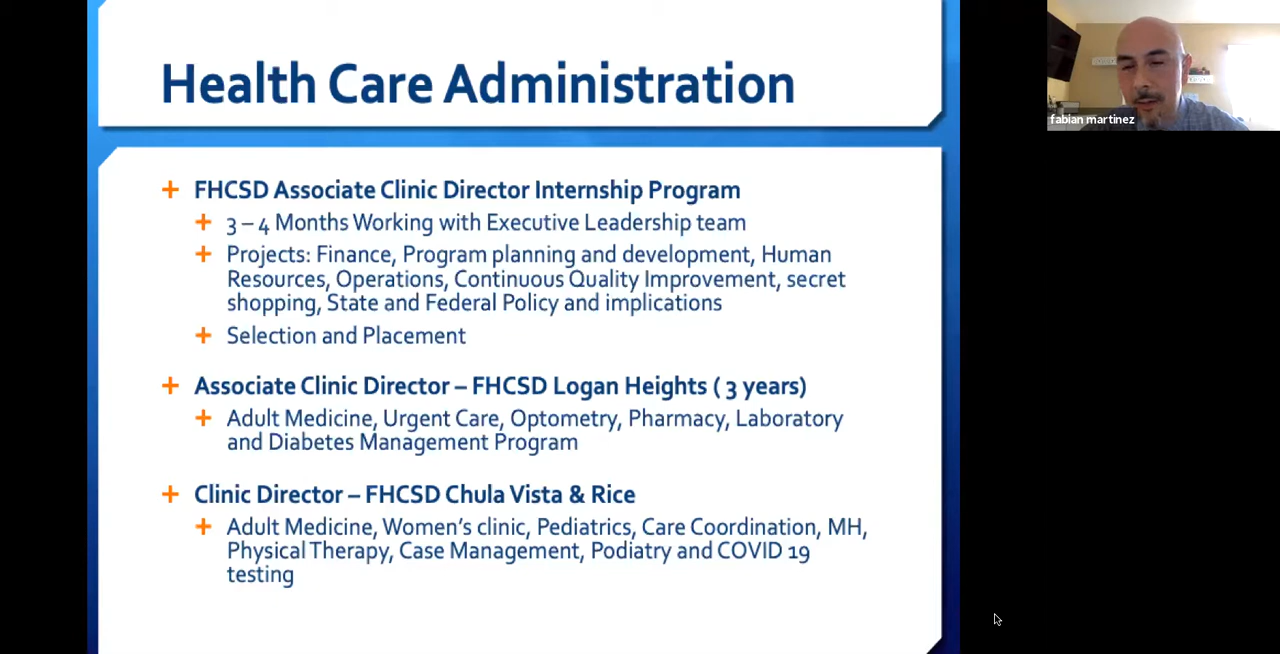 Health Care Administration
fabian martinez
FHCSD Associate Clinic Director Internship Program
3 – 4 Months Working with Executive Leadership team
Projects: Finance, Program planning and development, Human
Resources, Operations, Continuous Quality Improvement, secret
shopping, State and Federal Policy and implications
Selection and Placement
Associate Clinic Director – FHCSD Logan Heights ( 3 years)
Adult Medicine, Urgent Care, Optometry, Pharmacy, Laboratory
and Diabetes Management Program
Clinic Director – FHCSD Chula Vista & Rice
Adult Medicine, Women’s clinic, Pediatrics, Care Coordination, MH,
Physical Therapy, Case Management, Podiatry and COVID 19
testing